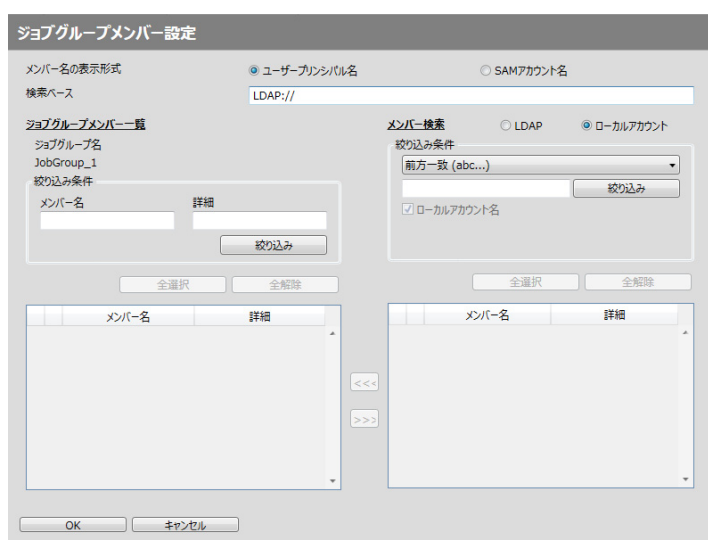 ジョブグループメンバー設定
メンバー名の表示形式 ユーザープリンシパル名 SAMアカウント名
検索ベース LDAP://
ジョブグループメンバー一覧
ジョブグループ名
JobGroup_1
絞り込み条件
メンバー名 詳細
絞り込み
全選択 全解除
メンバー名 詳細
メンバー検索 LDAP ローカルアカウント
絞り込み条件
前方一致 (abc...)
絞り込み
ローカルアカウント名
全選択 全解除
メンバー名 詳細
<<<
>>>
OK キャンセル